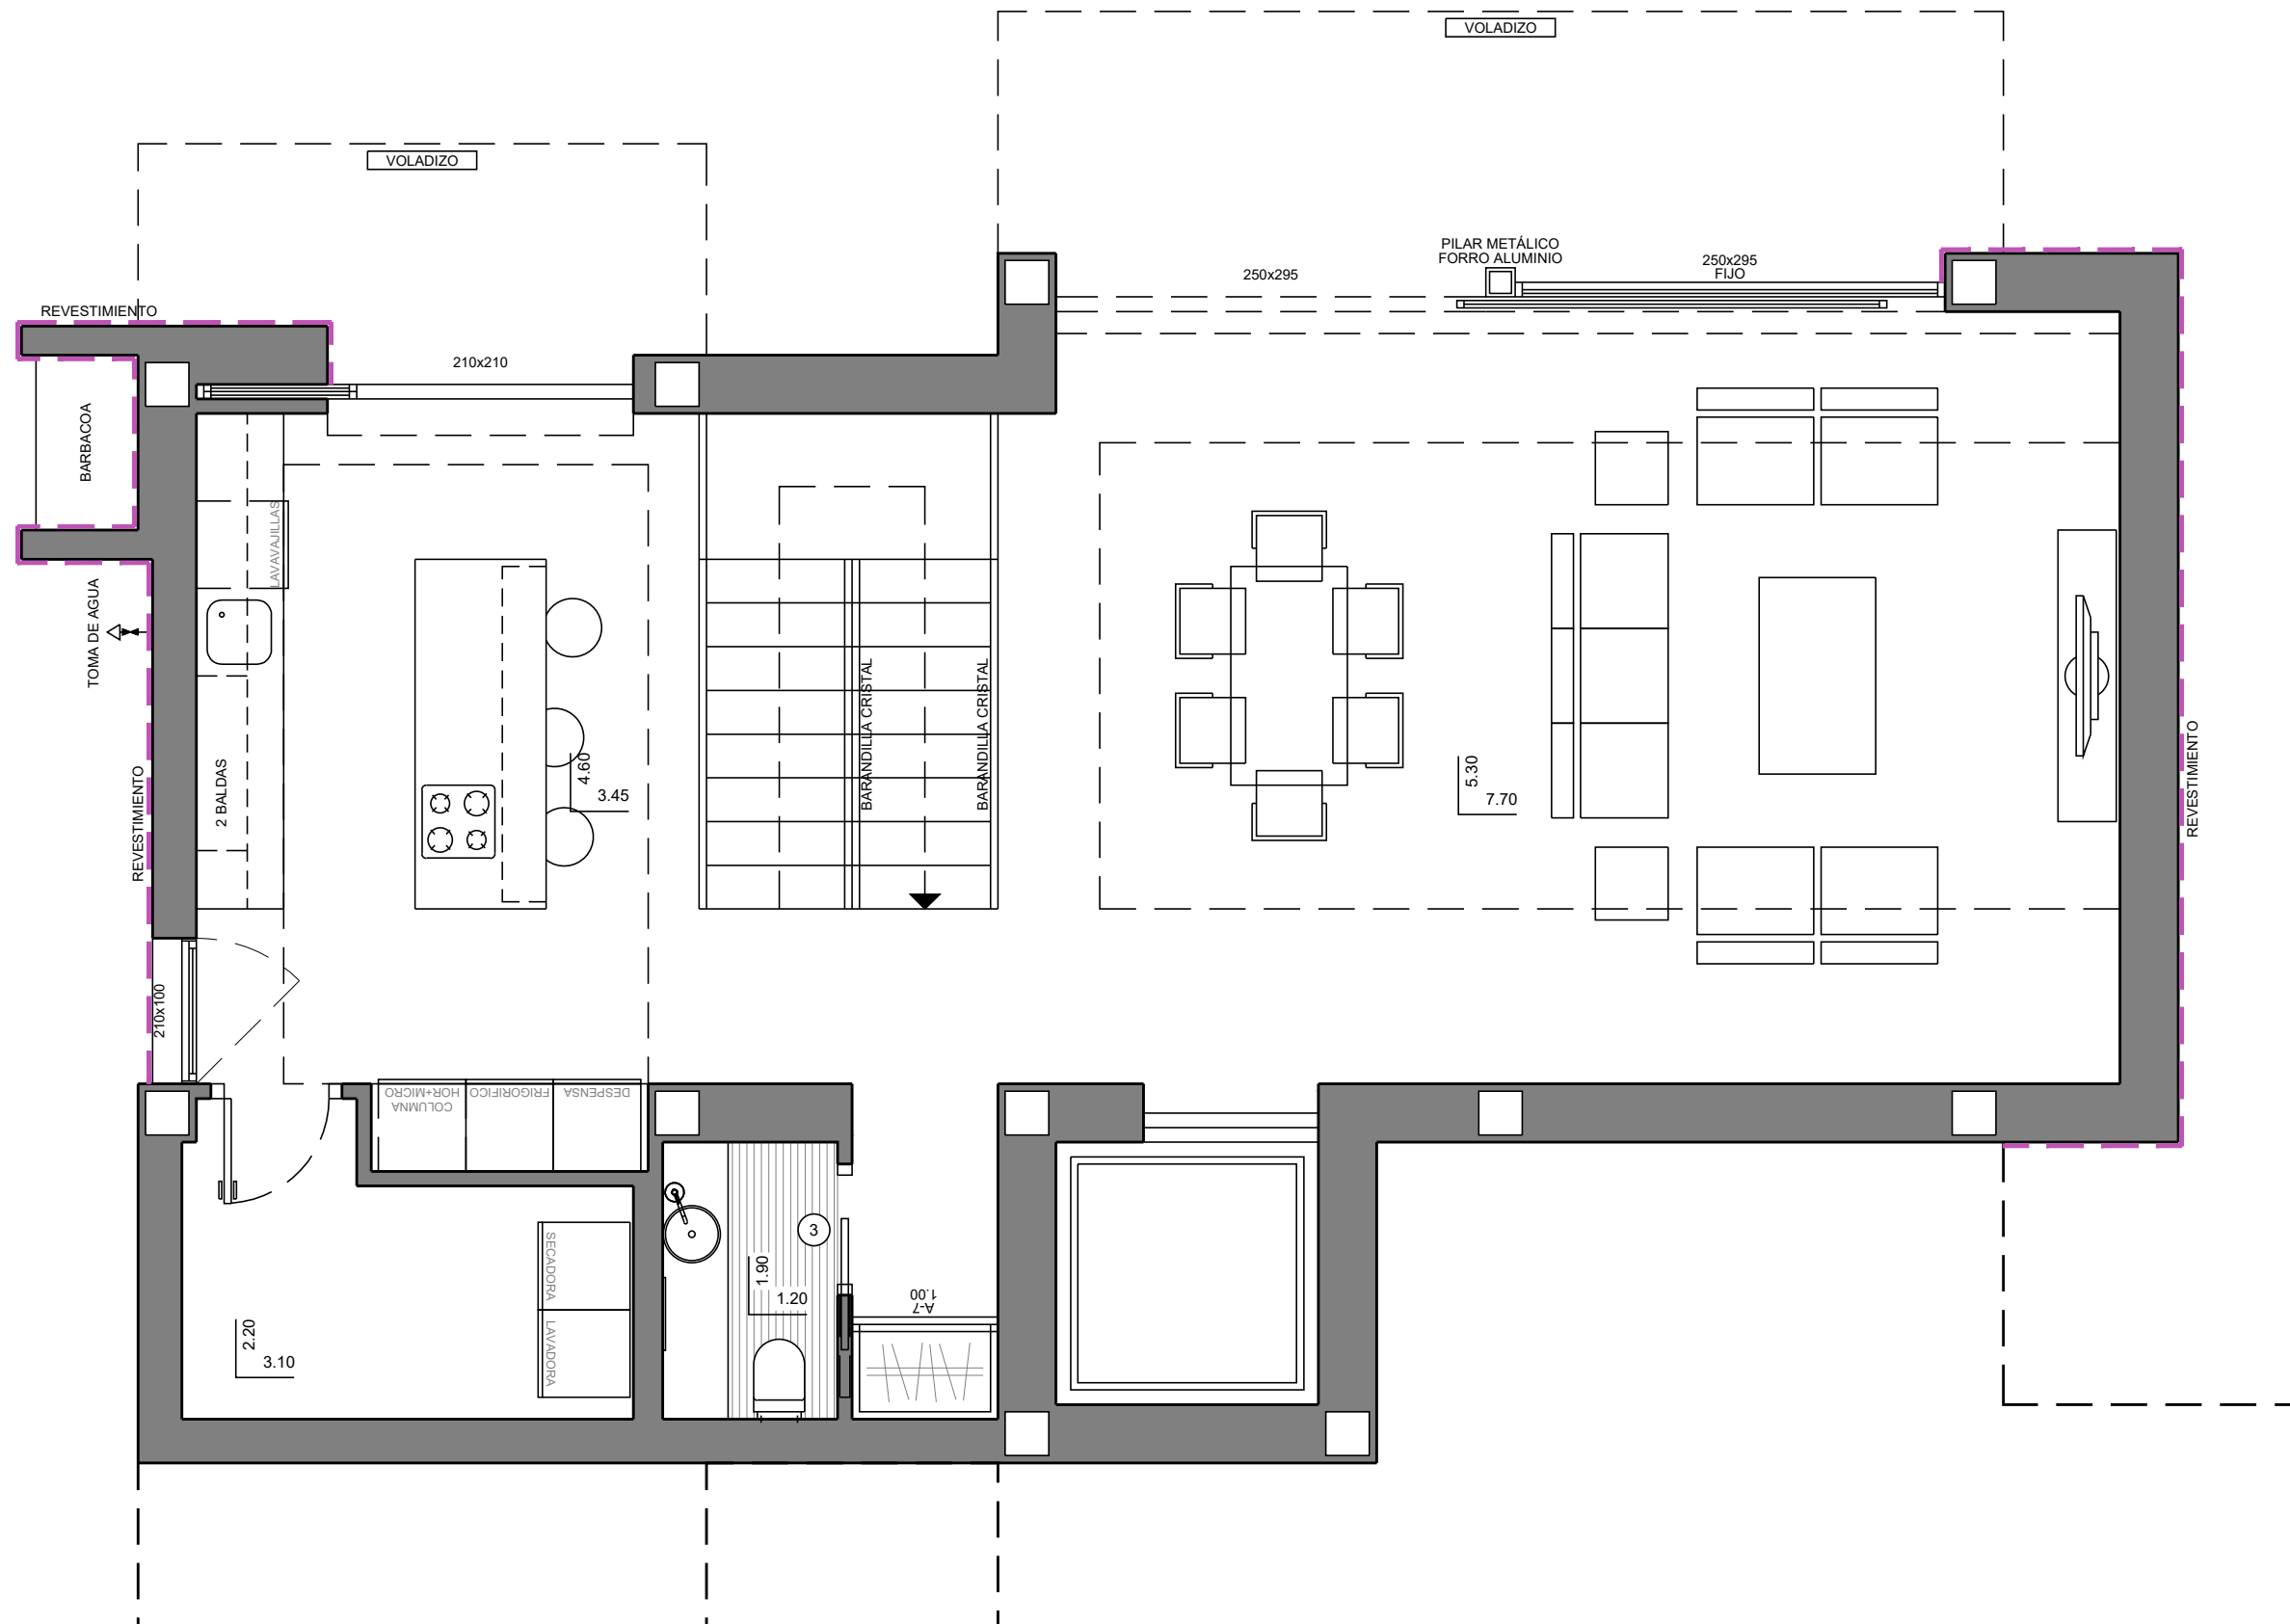 VOLADIZO
VOLADIZO
PILAR METÁLICO
FORRO ALUMINIO
250x295
250x295
FIJO
REVESTIMIENTO
210x210
BARBACOA
LAVAVAJILLAS
TOMA DE AGUA
2 BALDAS
REVESTIMIENTO
4.60
3.45
BARANDILLA CRISTAL
BARANDILLA CRISTAL
5.30
7.70
REVESTIMIENTO
210x100
COLUMNA
HOR+MICRO
FRIGORIFICO
DESPENSA
SECADORA
LAVADORA
3
1.90
1.20
A-7
1.00
2.20
3.10